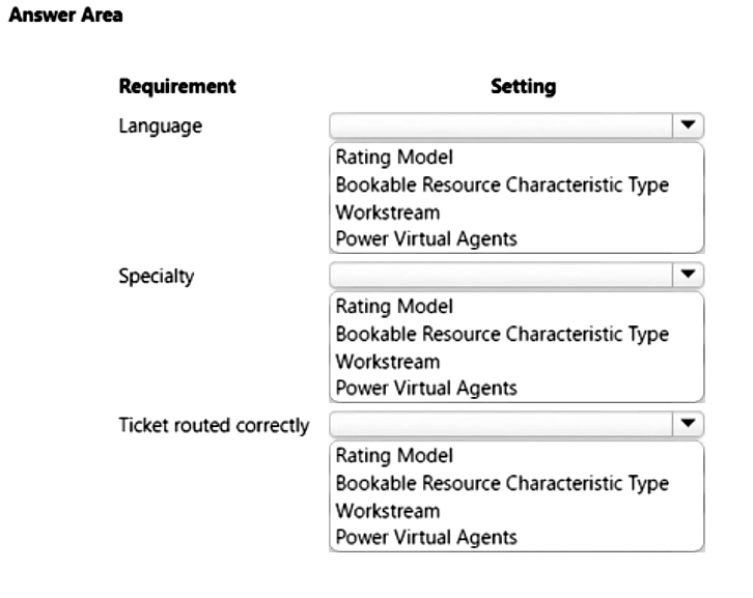 Answer Area
Requirement Setting
Language
Rating Model
Bookable Resource Characteristic Type
Workstream
Power Virtual Agents
Specialty
Rating Model
Bookable Resource Characteristic Type
Workstream
Power Virtual Agents
Ticket routed correctly
Rating Model
Bookable Resource Characteristic Type
Workstream
Power Virtual Agents